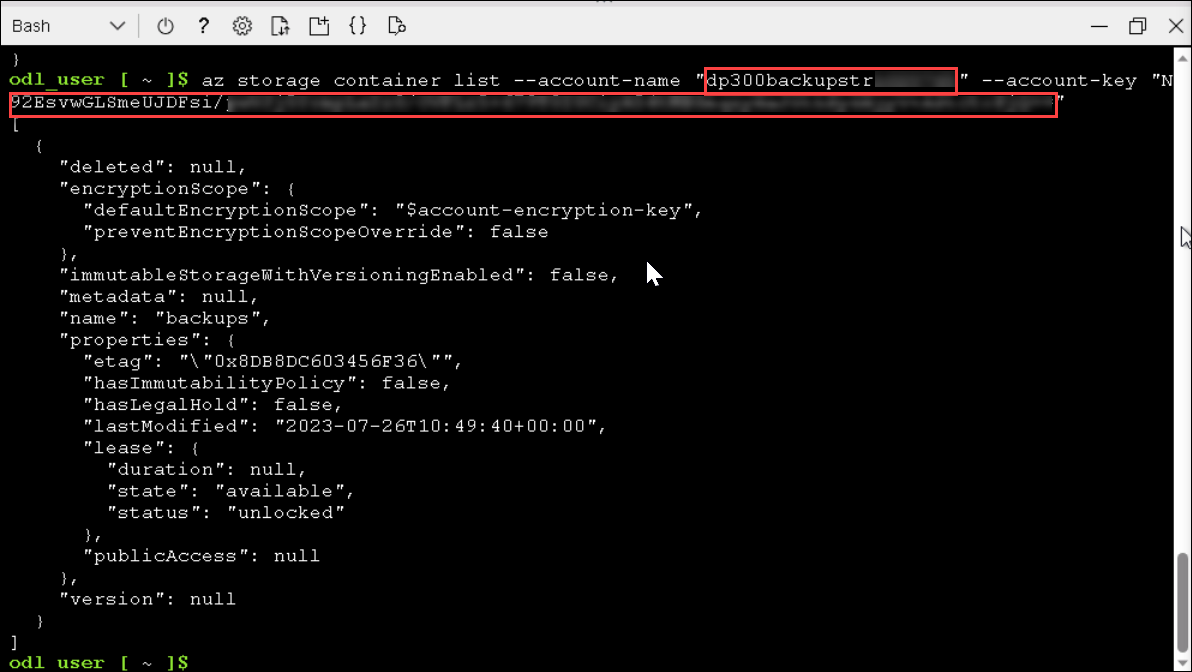 Bash
}
odl_user [ ~ ]$ az storage container list --account-name "dp300backupstr " --account-key "N
92EsvwGLSmeUJDFsi/ "
[
  {
    "deleted": null,
    "encryptionScope": {
      "defaultEncryptionScope": "$account-encryption-key",
      "preventEncryptionScopeOverride": false
    },
    "immutableStorageWithVersioningEnabled": false,
    "metadata": null,
    "name": "backups",
    "properties": {
      "etag": "\"0x8DB8DC603456F36\"",
      "hasImmutabilityPolicy": false,
      "hasLegalHold": false,
      "lastModified": "2023-07-26T10:49:40+00:00",
      "lease": {
        "duration": null,
        "state": "available",
        "status": "unlocked"
      },
      "publicAccess": null
    },
    "version": null
  }
]
odl_user [ ~ ]$